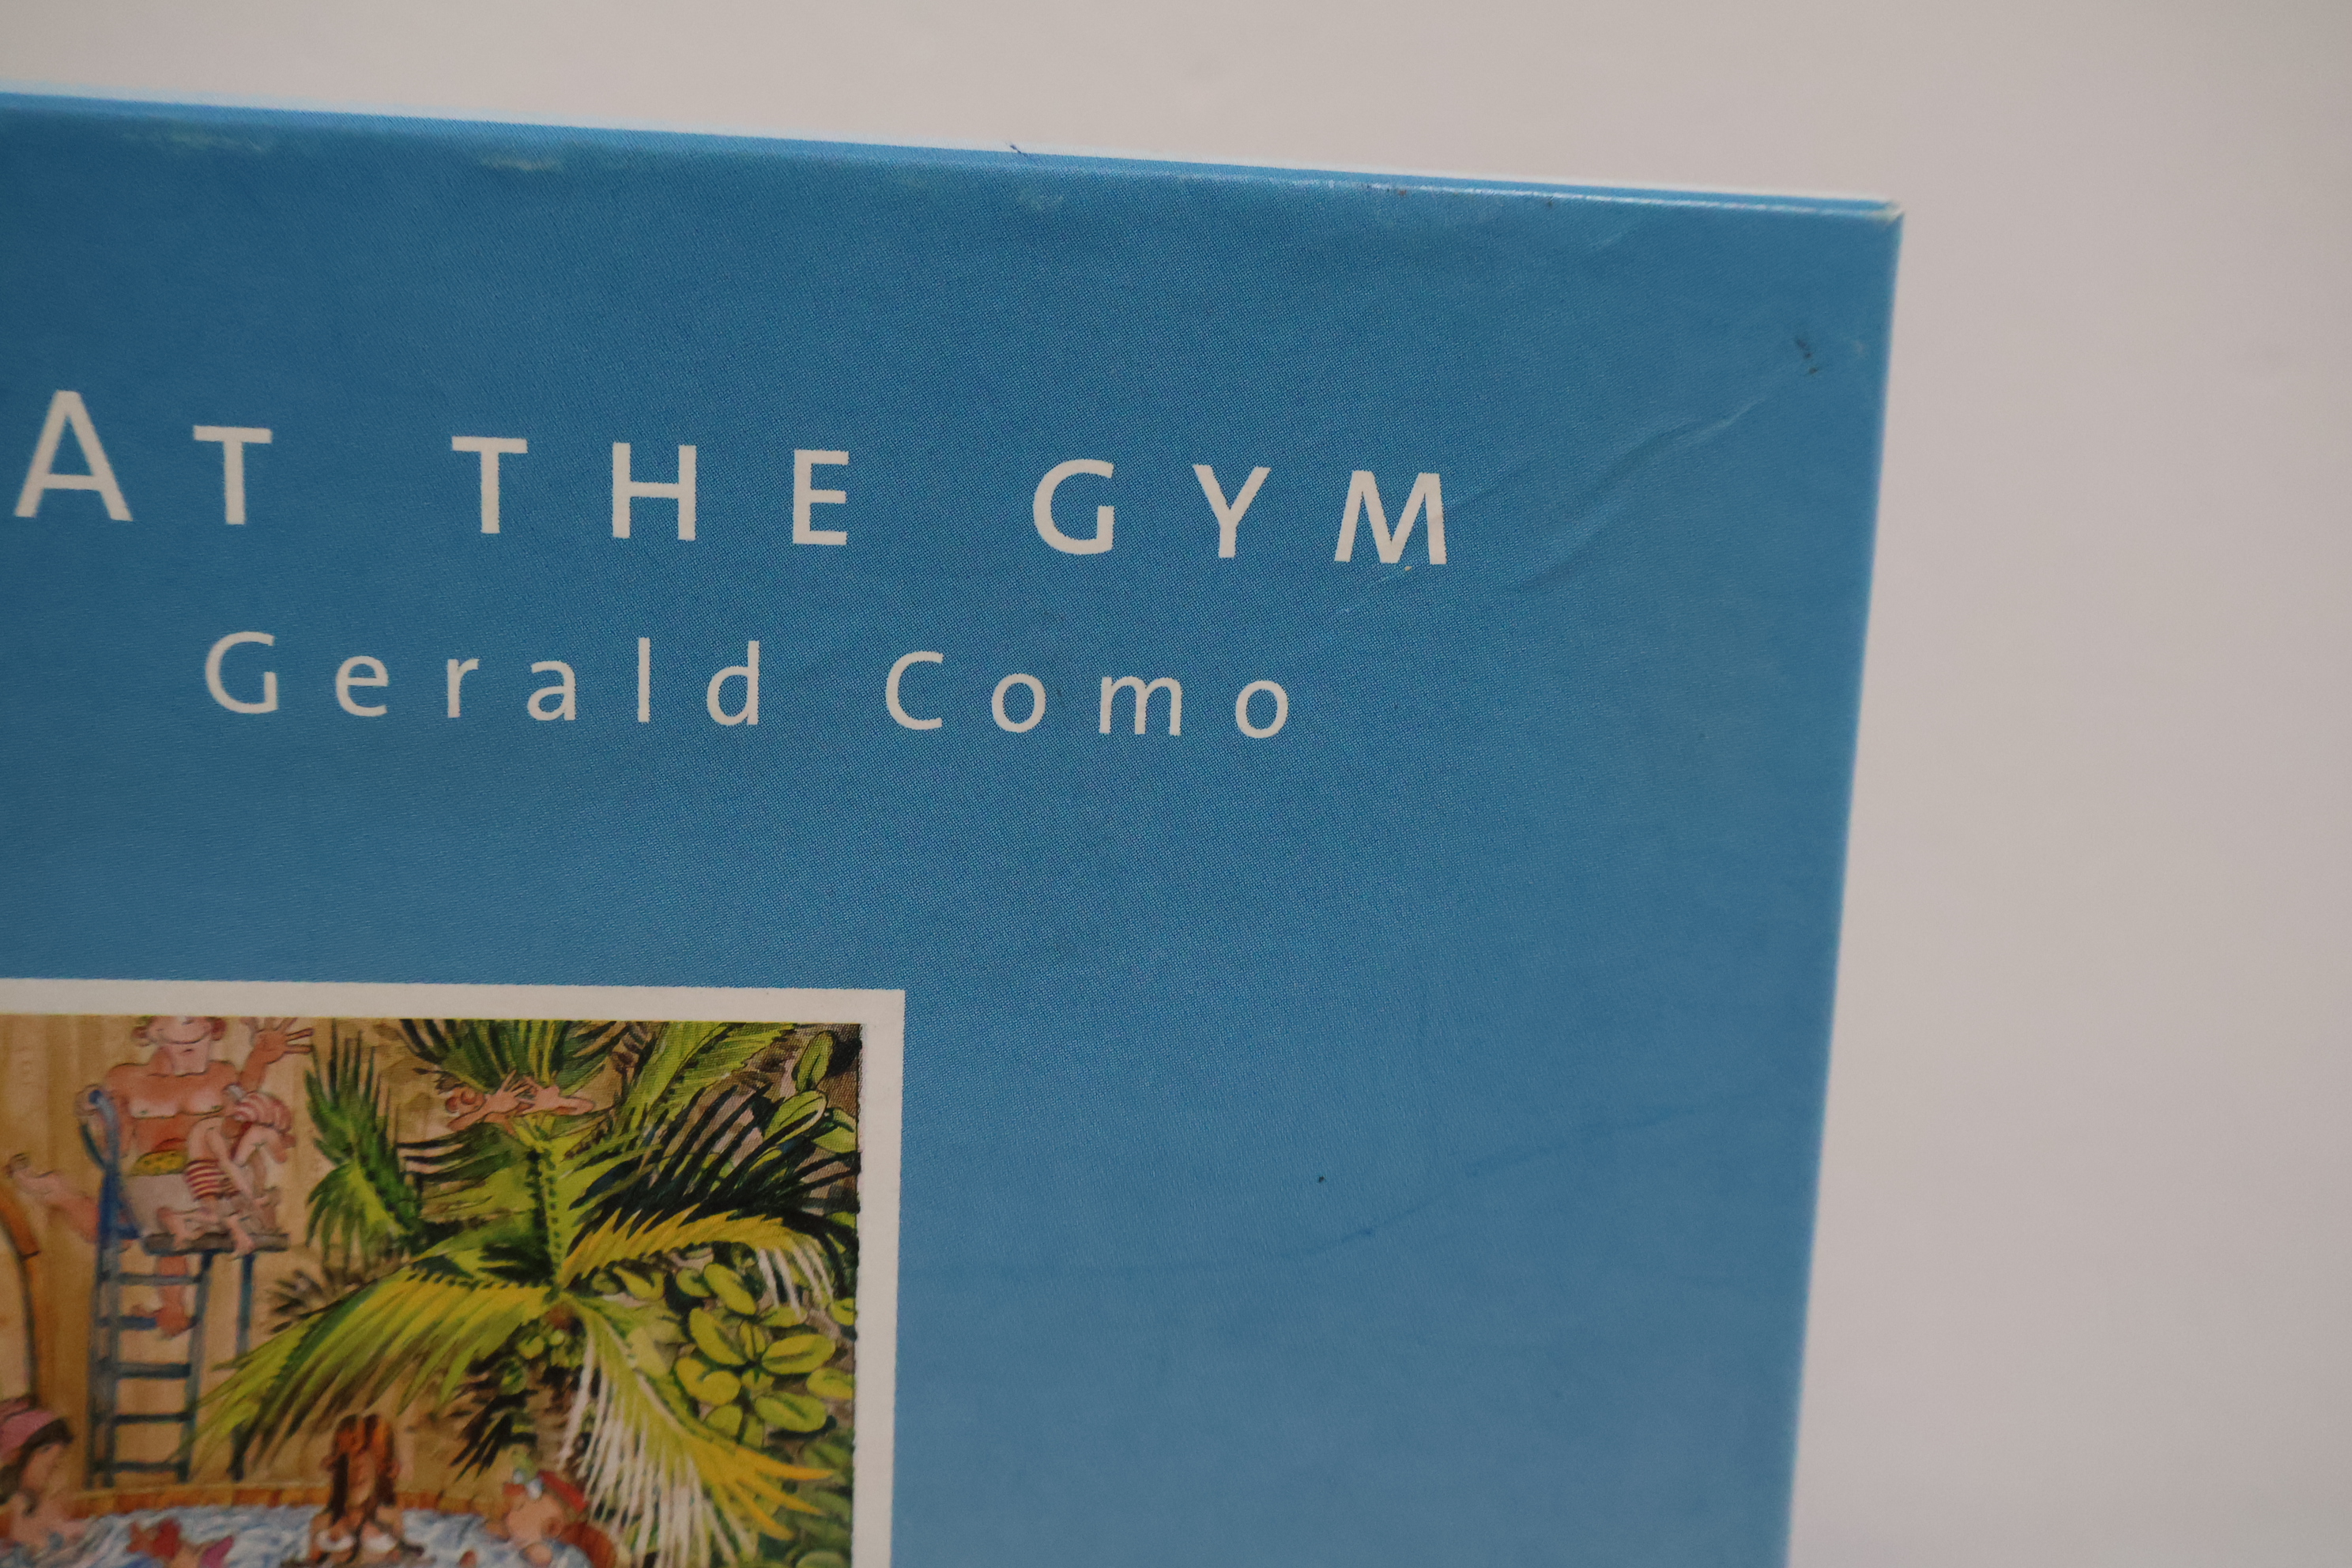 AT THE GYM
Gerald Como